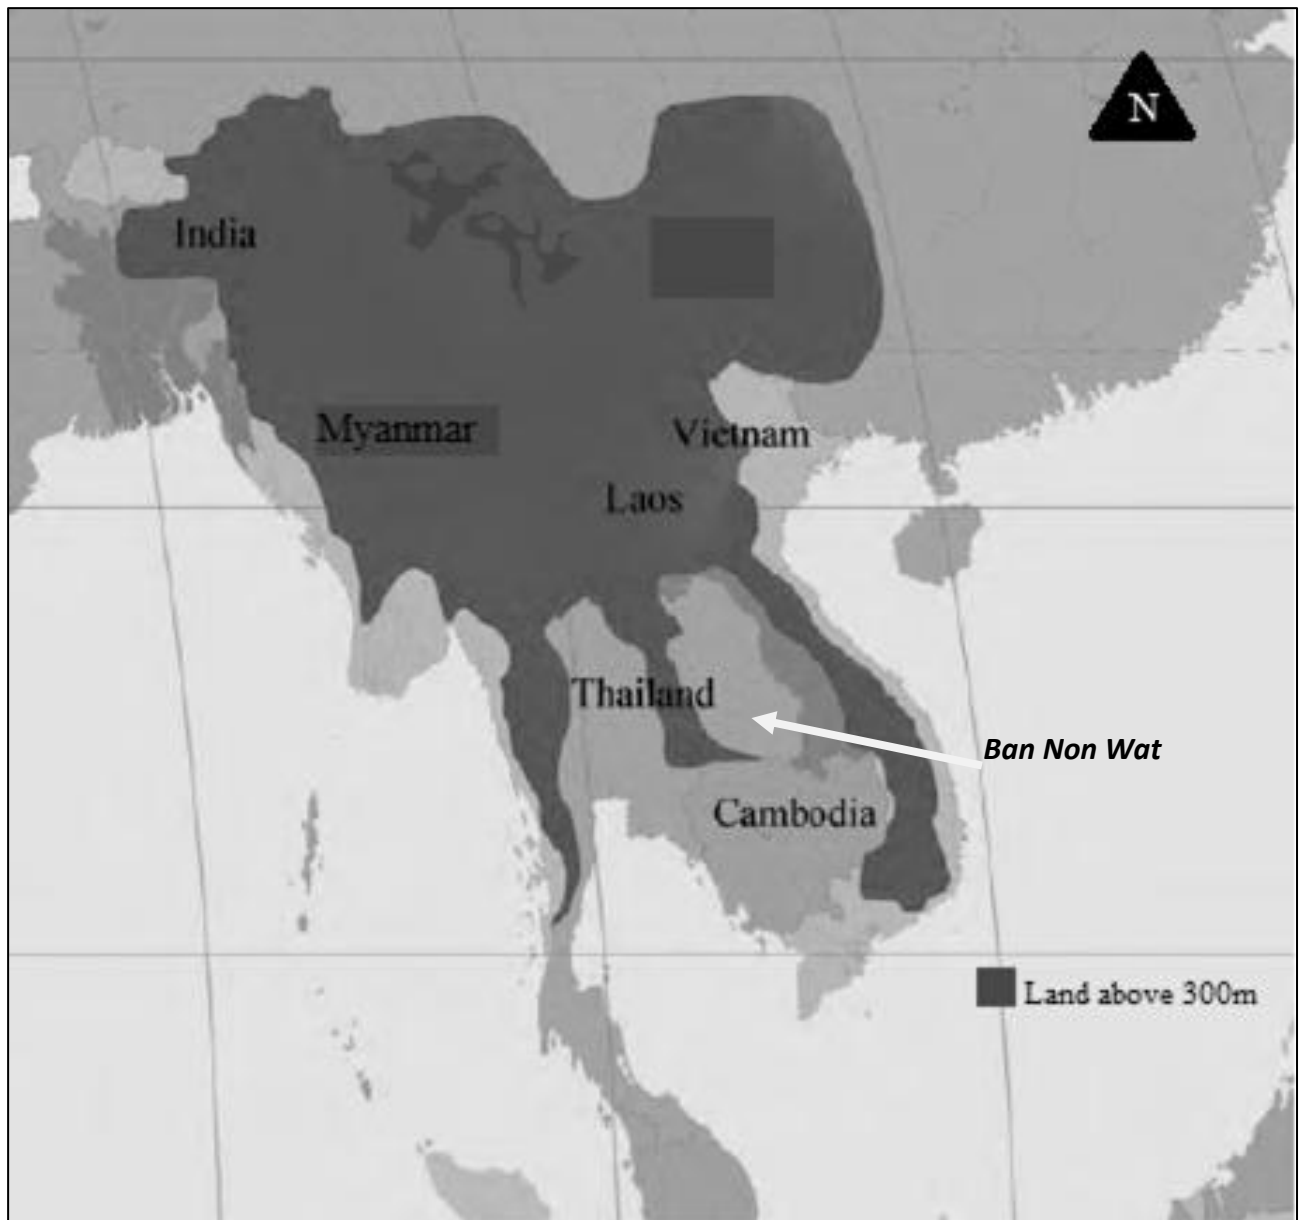 N
India
Myanmar
Vietnam
Laos
Thailand
Ban Non Wat
Cambodia
Land above 300m